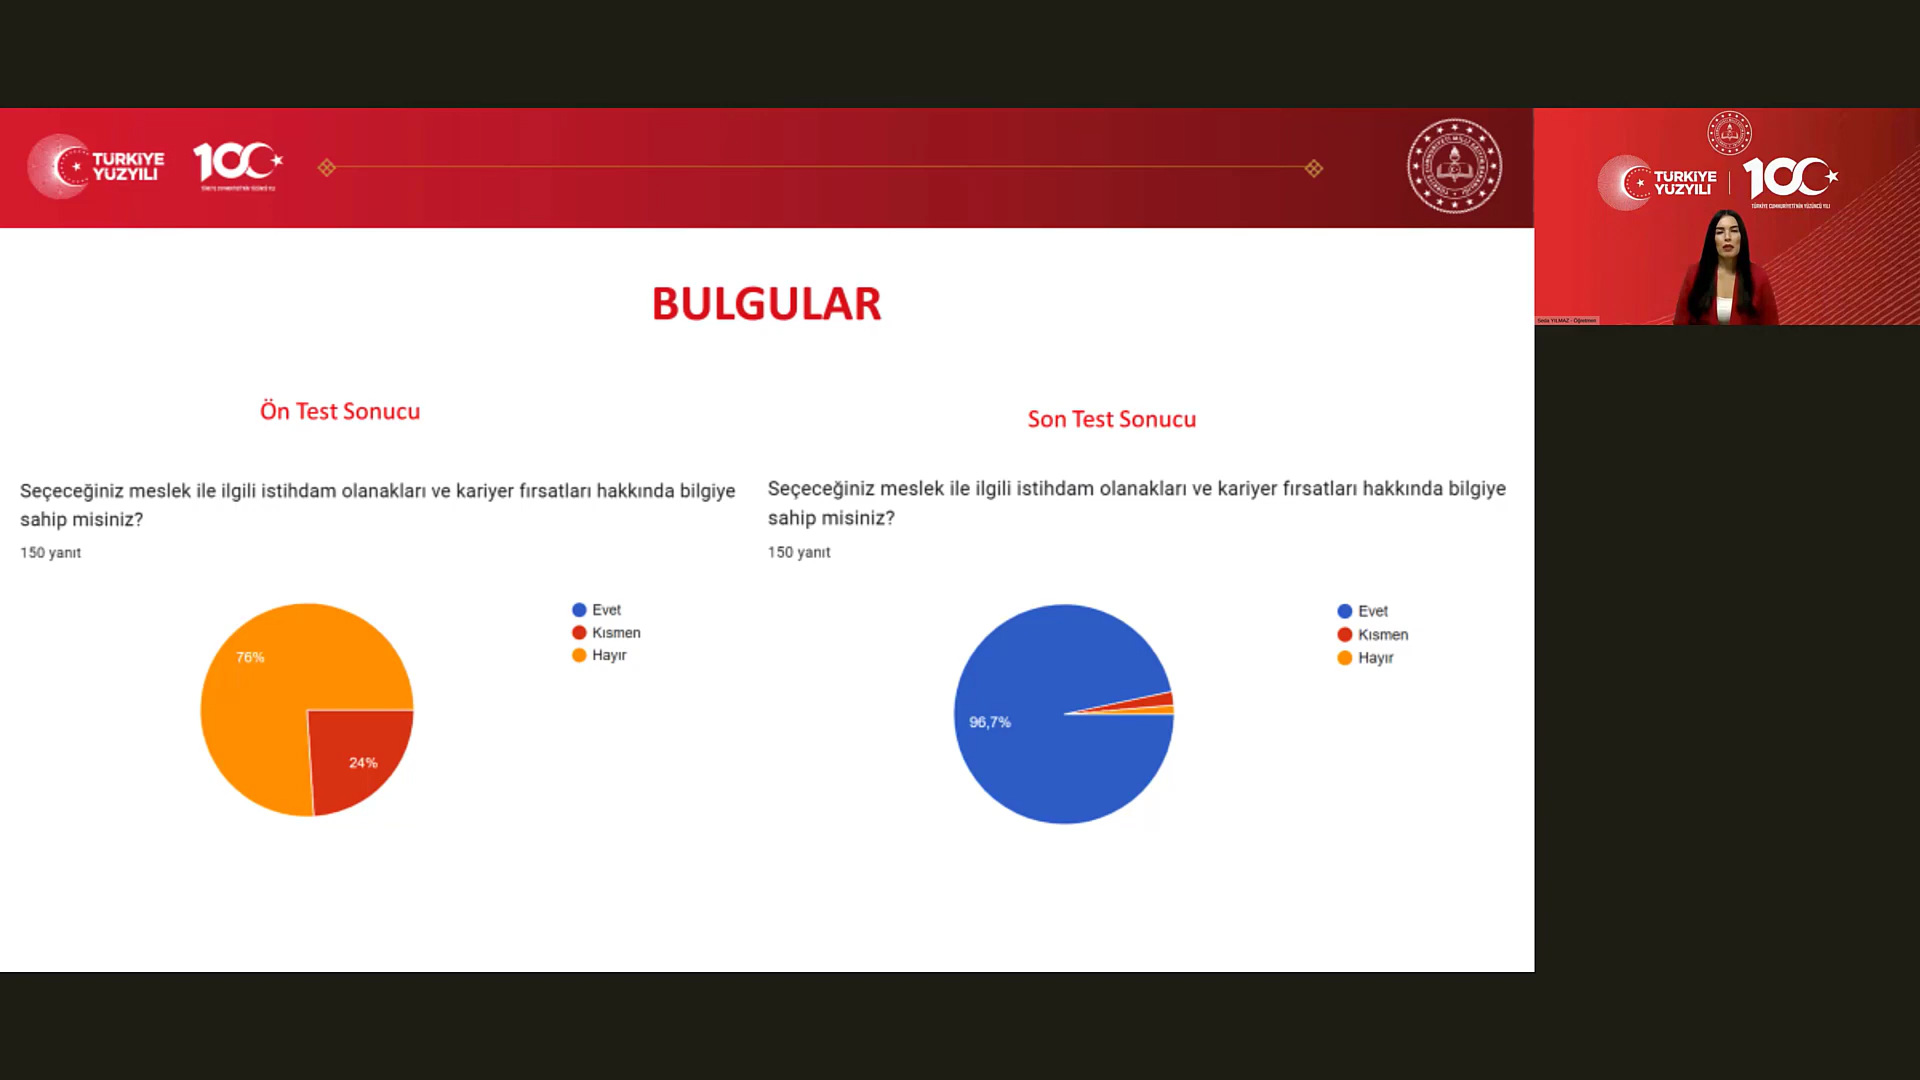 TÜRKİYE
YÜZYILI
100
TÜRKİYE CUMHURİYETİ'NİN YÜZÜNCÜ YILI
TÜRKİYE
YÜZYILI
100
TÜRKİYE CUMHURİYETİ'NİN YÜZÜNCÜ YILI
Seda YILMAZ - Öğretmen
BULGULAR
Ön Test Sonucu
Seçeceğiniz meslek ile ilgili istihdam olanakları ve kariyer fırsatları hakkında bilgiye
sahip misiniz?
150 yanıt
76%
24%
Evet
Kısmen
Hayır
Son Test Sonucu
Seçeceğiniz meslek ile ilgili istihdam olanakları ve kariyer fırsatları hakkında bilgiye
sahip misiniz?
150 yanıt
96,7%
Evet
Kısmen
Hayır